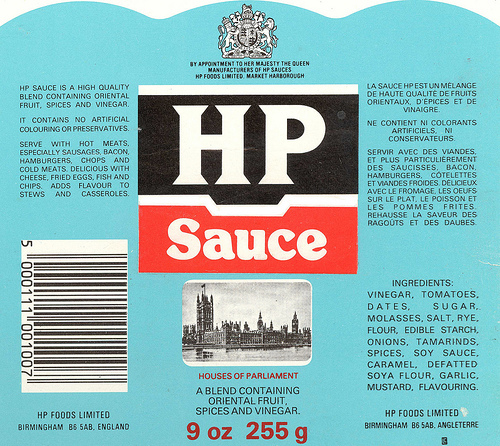 BY APPOINTMENT TO HER MAJESTY THE QUEEN
MANUFACTURERS OF HP SAUCES
HP FOODS LIMITED. MARKET HARBOROUGH
HP SAUCE IS A HIGH QUALITY
BLEND CONTAINING ORIENTAL
FRUIT, SPICES AND VINEGAR.
IT CONTAINS NO ARTIFICIAL
COLOURING OR PRESERVATIVES.
SERVE WITH HOT MEATS,
ESPECIALLY SAUSAGES, BACON,
HAMBURGERS, CHOPS AND
COLD MEATS. DELICIOUS WITH
CHEESE, FRIED EGGS, FISH AND
CHIPS. ADDS FLAVOUR TO
STEWS AND CASSEROLES.
5 000111 001007
HP FOODS LIMITED
BIRMINGHAM B6 5AB, ENGLAND
HP
Sauce
HOUSES OF PARLIAMENT
A BLEND CONTAINING
ORIENTAL FRUIT,
SPICES AND VINEGAR.
9 oz 255 g
LA SAUCE HP EST UN MÉLANGE
DE HAUTE QUALITÉ DE FRUITS
ORIENTAUX, D'ÉPICES ET DE
VINAIGRE.
NE CONTIENT NI COLORANTS
ARTIFICIELS, NI
CONSERVATEURS.
SERVIR AVEC DES VIANDES,
ET PLUS PARTICULIÈREMENT
DES SAUCISSES, BACON,
HAMBURGERS, CÔTELETTES
ET VIANDES FROIDES. DÉLICIEUX
AVEC LE FROMAGE, LES OEUFS
SUR LE PLAT, LE POISSON ET
LES POMMES FRITES.
REHAUSSE LA SAVEUR DES
RAGOÛTS ET DES DAUBES.
INGREDIENTS:
VINEGAR, TOMATOES,
DATES, SUGAR,
MOLASSES, SALT, RYE,
FLOUR, EDIBLE STARCH,
ONIONS, TAMARINDS,
SPICES, SOY SAUCE,
CARAMEL, DEFATTED
SOYA FLOUR, GARLIC,
MUSTARD, FLAVOURING.
HP FOODS LIMITED
BIRMINGHAM B6 5AB, ANGLETERRE